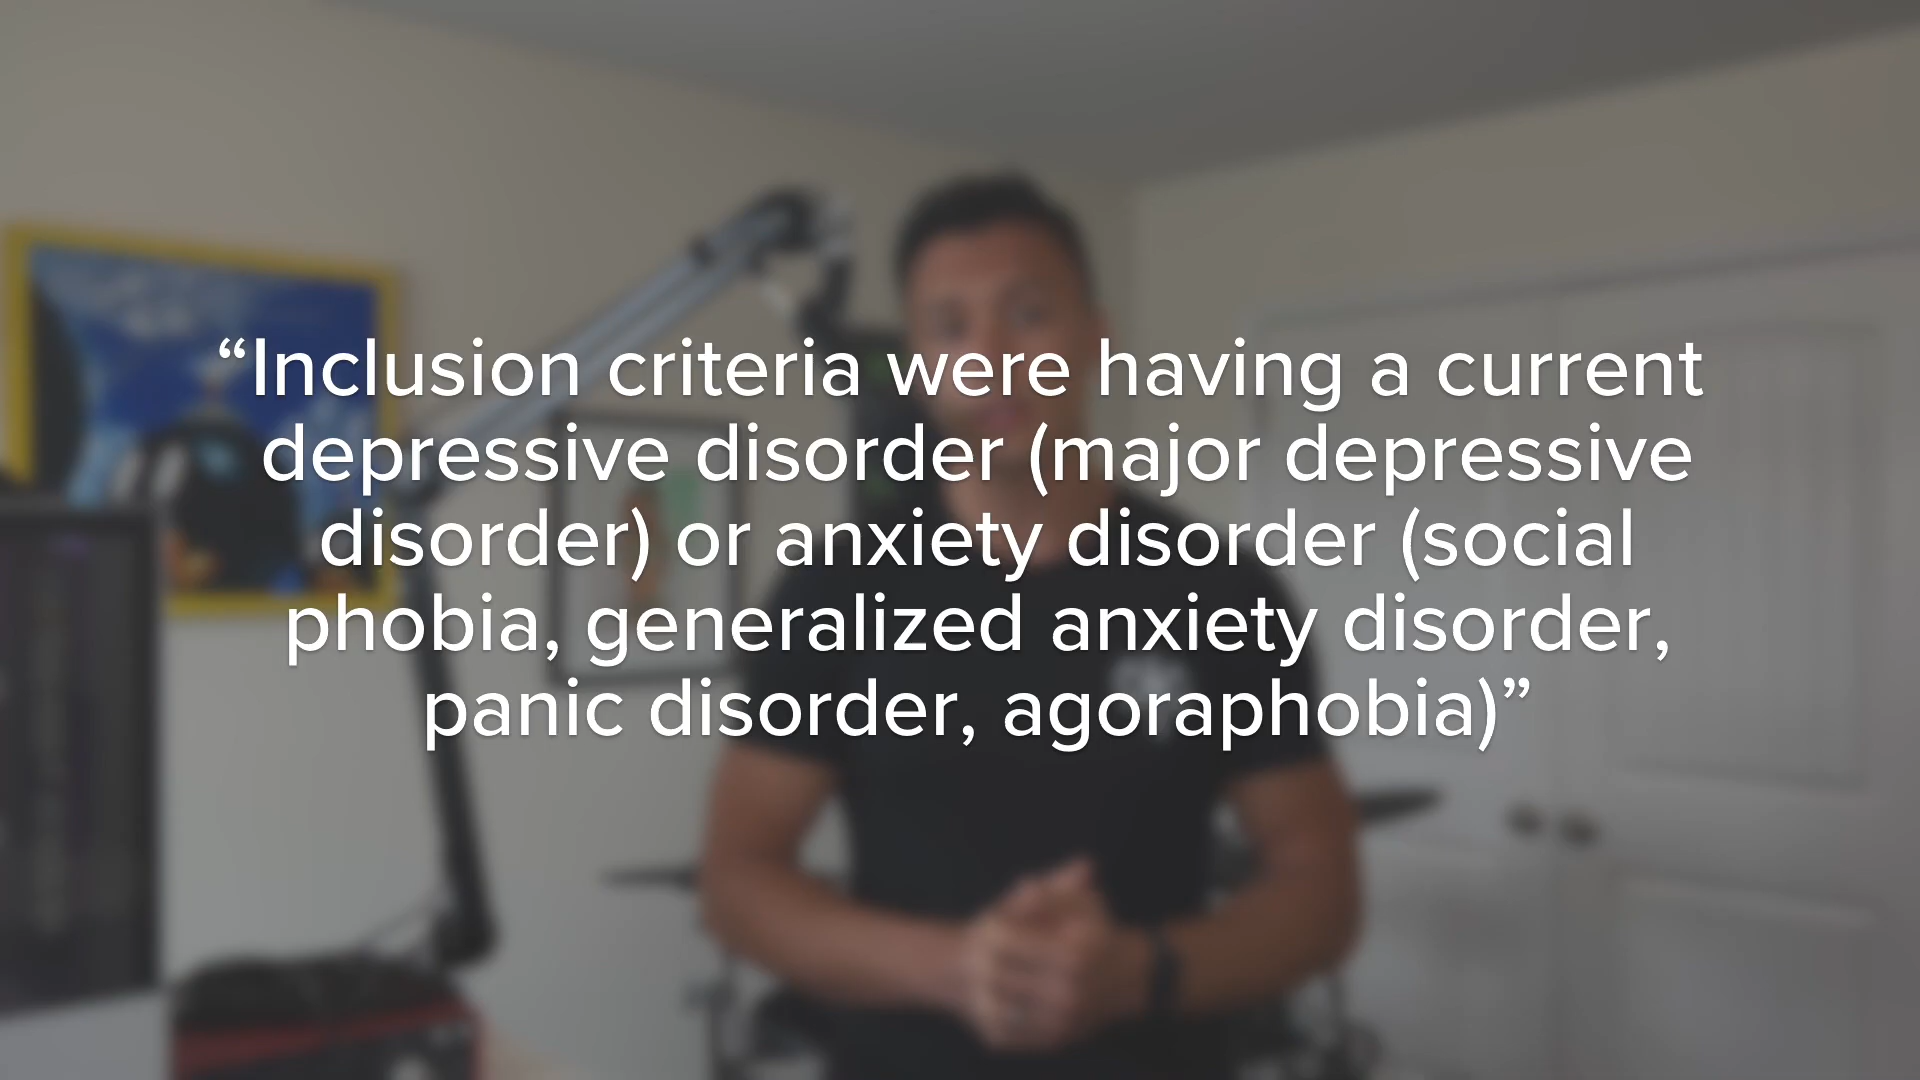 “Inclusion criteria were having a current
depressive disorder (major depressive
disorder) or anxiety disorder (social
phobia, generalized anxiety disorder,
panic disorder, agoraphobia)”